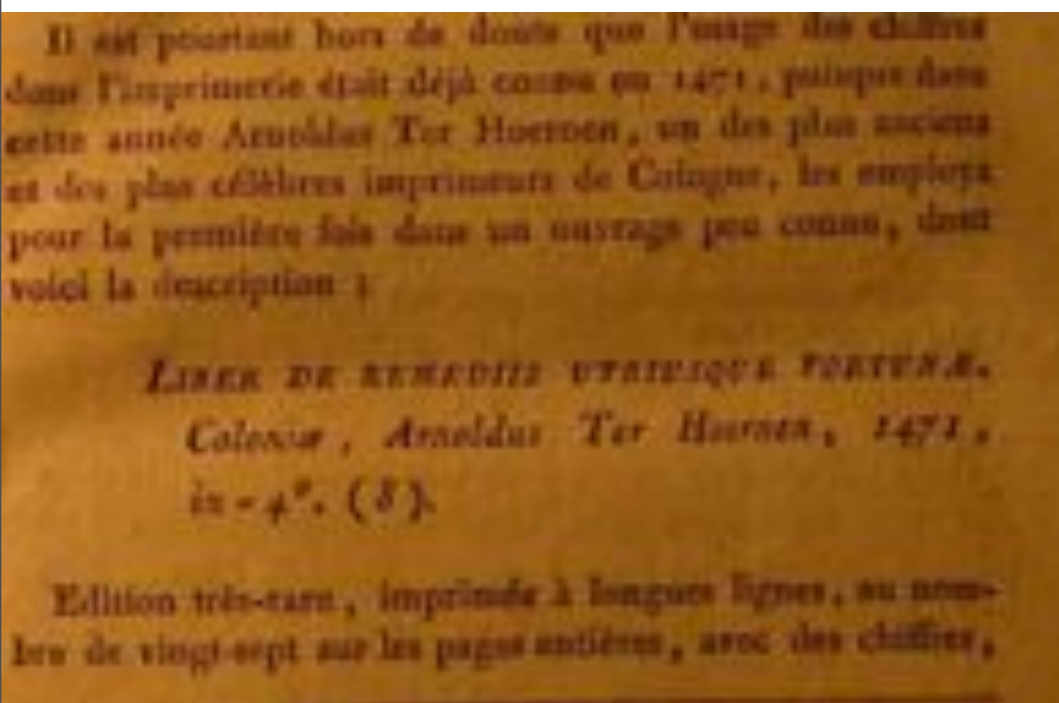 Il est pourtant hors de doute que l'usage des chiffres
dans l'imprimerie était déjà connu en 1471, puisque dans
cette année Arnoldus Ter Hoernen, un des plus anciens
et des plus célèbres imprimeurs de Cologne, les employa
pour la première fois dans un ouvrage peu connu, dont
voici la description :
LIBER DE REMEDIIS UTRIUSQUE FORTUNÆ.
Coloniæ, Arnoldus Ter Hoernen, 1471,
in-4°. (8).
Edition très-rare, imprimée à longues lignes, au nom-
bre de vingt-sept sur les pages entières, avec des chiffres,